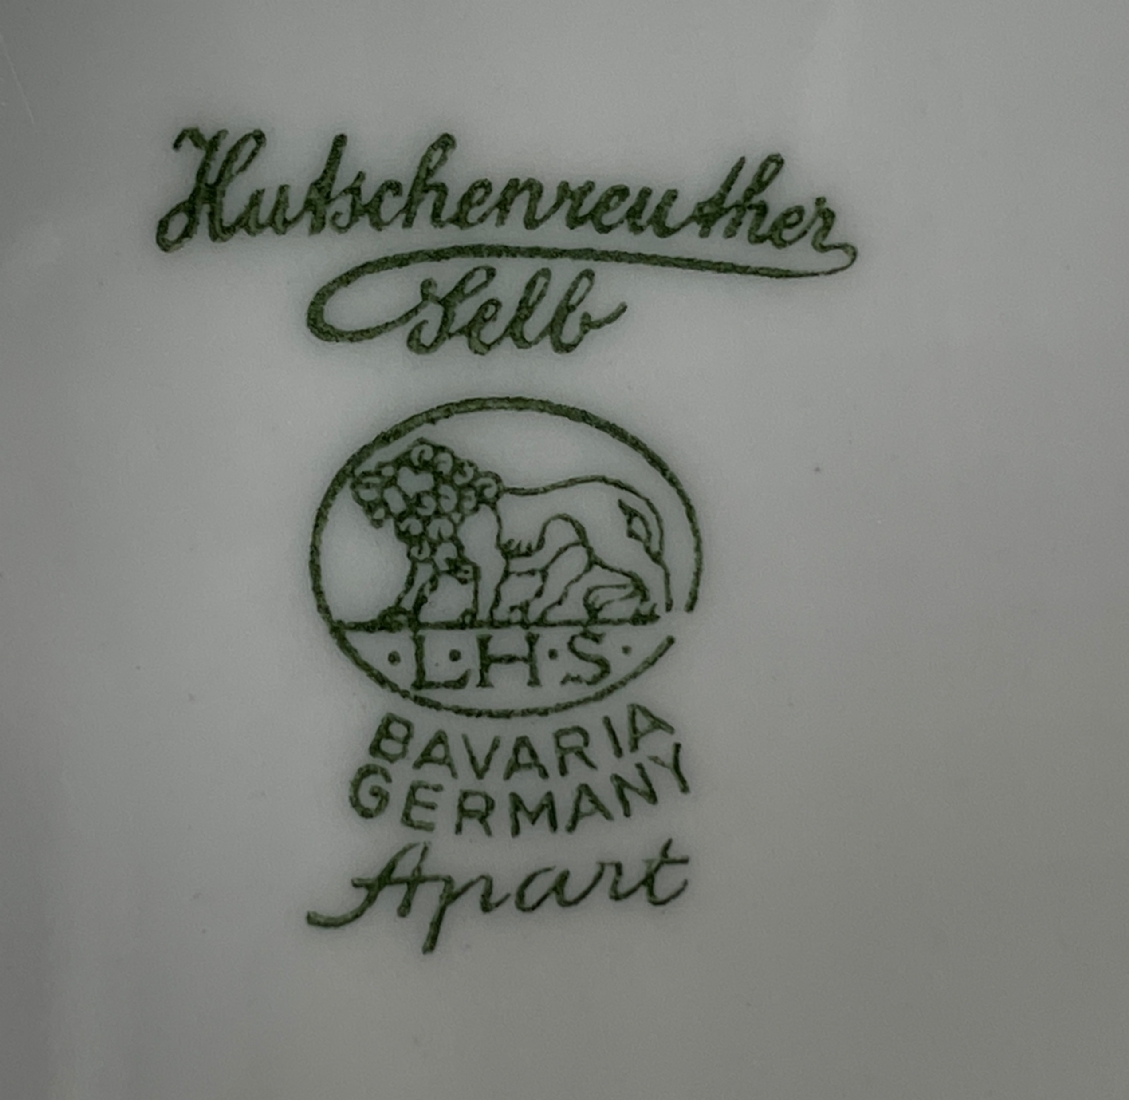 Hutschenreuther
Selb
·L·H·S·
BAVARIA
GERMANY
Apart